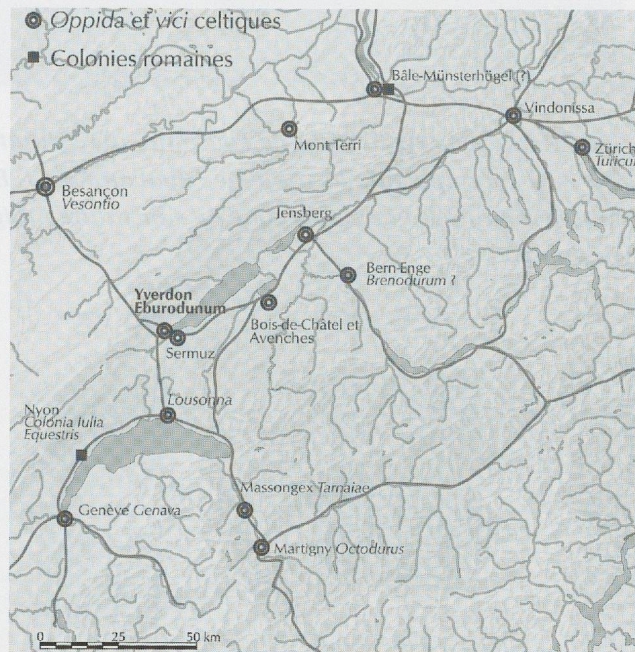 Oppida et vici celtiques
Colonies romaines
Bâle-Münsterhögel (?)
Vindonissa
Mont Terri
Zürich
Turicu
Besançon
Vesontio
Jensberg
Bern-Enge
Brenodurum ?
Yverdon
Eburodunum
Bois-de-Châtel et
Avenches
Sermuz
Lousonna
Nyon
Colonia Iulia
Equestris
Massongex Tarnaiae
Genève Genava
Martigny Octodurus
0 25 50 km